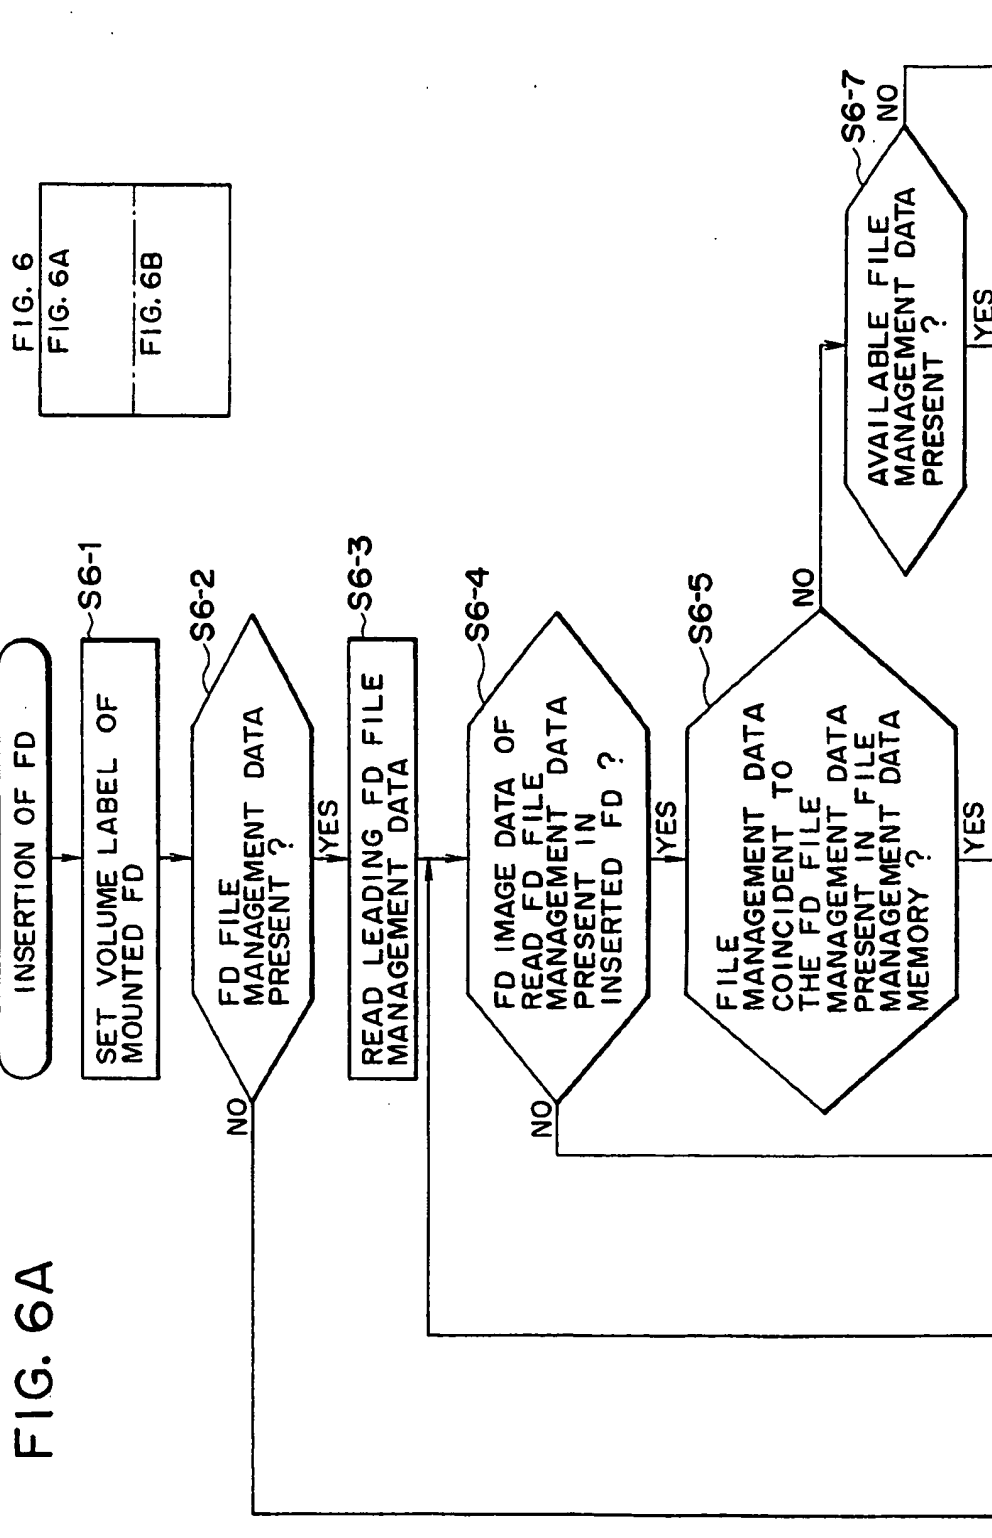 FIG. 6A
FIG. 6
FIG. 6A
FIG. 6B
INSERTION OF FD
S6-1
SET VOLUME LABEL OF
MOUNTED FD
S6-2
FD FILE
MANAGEMENT DATA
PRESENT ?
NO
YES
S6-3
READ LEADING FD FILE
MANAGEMENT DATA
S6-4
FD IMAGE DATA OF
READ FD FILE
MANAGEMENT DATA
PRESENT IN
INSERTED FD ?
NO
YES
S6-5
FILE
MANAGEMENT DATA
COINCIDENT TO
THE FD FILE
MANAGEMENT DATA
PRESENT IN FILE
MANAGEMENT DATA
MEMORY ?
NO
YES
S6-7
AVAILABLE FILE
MANAGEMENT DATA
PRESENT ?
NO
YES